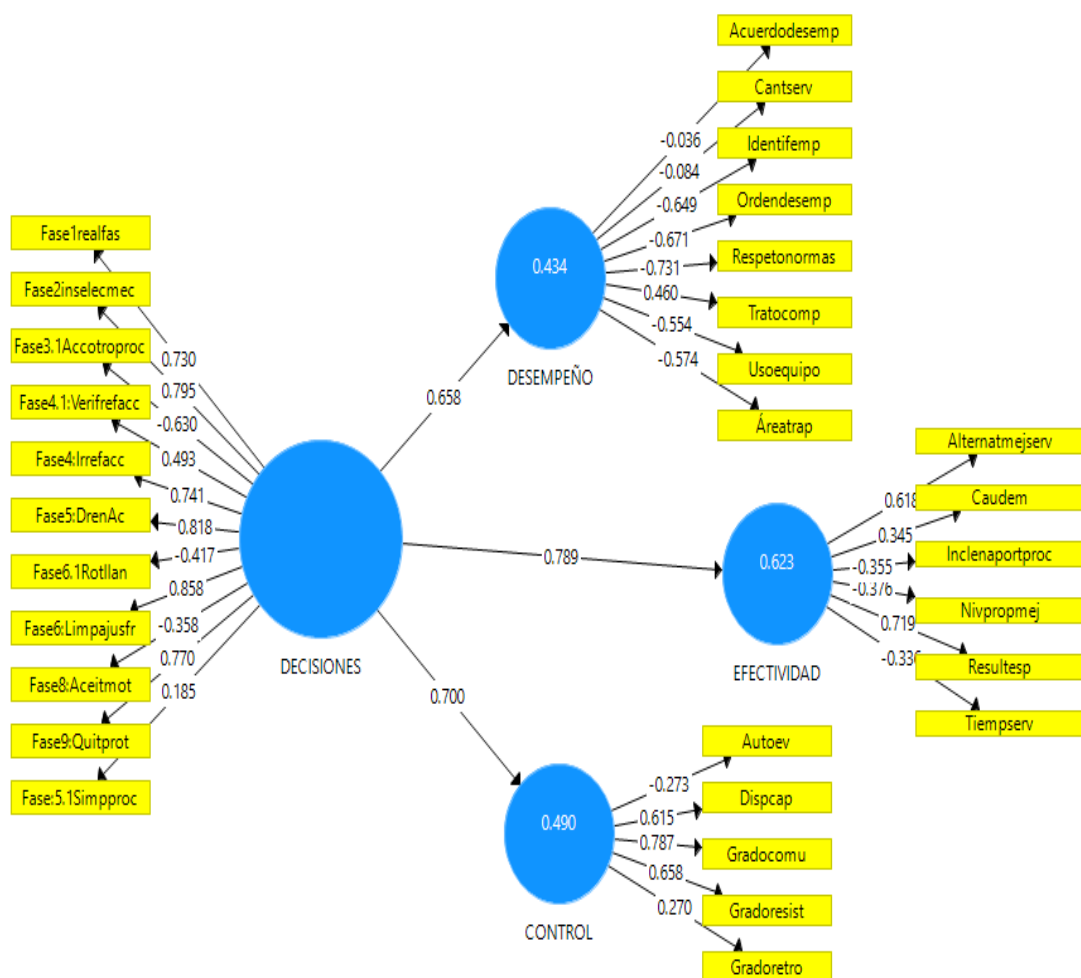 Acuerdodesemp
Cantserv
Identifemp
Ordendesemp
Respetonormas
Tratocomp
Usoequipo
Áreatrap
-0.036
-0.084
-0.649
-0.671
-0.731
0.460
-0.554
-0.574
0.434
DESEMPEÑO
Fase1realfas
Fase2inselecmec
Fase3.1Accotroproc
Fase4.1:Verifrefacc
Fase4:Irrefacc
Fase5:DrenAc
Fase6.1Rotllan
Fase6:Limpajusfr
Fase8:Aceitmot
Fase9:Quitprot
Fase:5.1Simpproc
0.730
0.795
-0.630
0.493
0.741
0.818
-0.417
0.858
-0.358
0.770
0.185
DECISIONES
0.658
0.789
0.700
0.623
EFECTIVIDAD
0.618
0.345
-0.355
-0.376
0.719
-0.336
Alternatmejserv
Caudem
Inclenaportproc
Nivpropmej
Resultesp
Tiempserv
0.490
CONTROL
-0.273
0.615
0.787
0.658
0.270
Autoev
Dispcap
Gradocomu
Gradoresist
Gradoretro